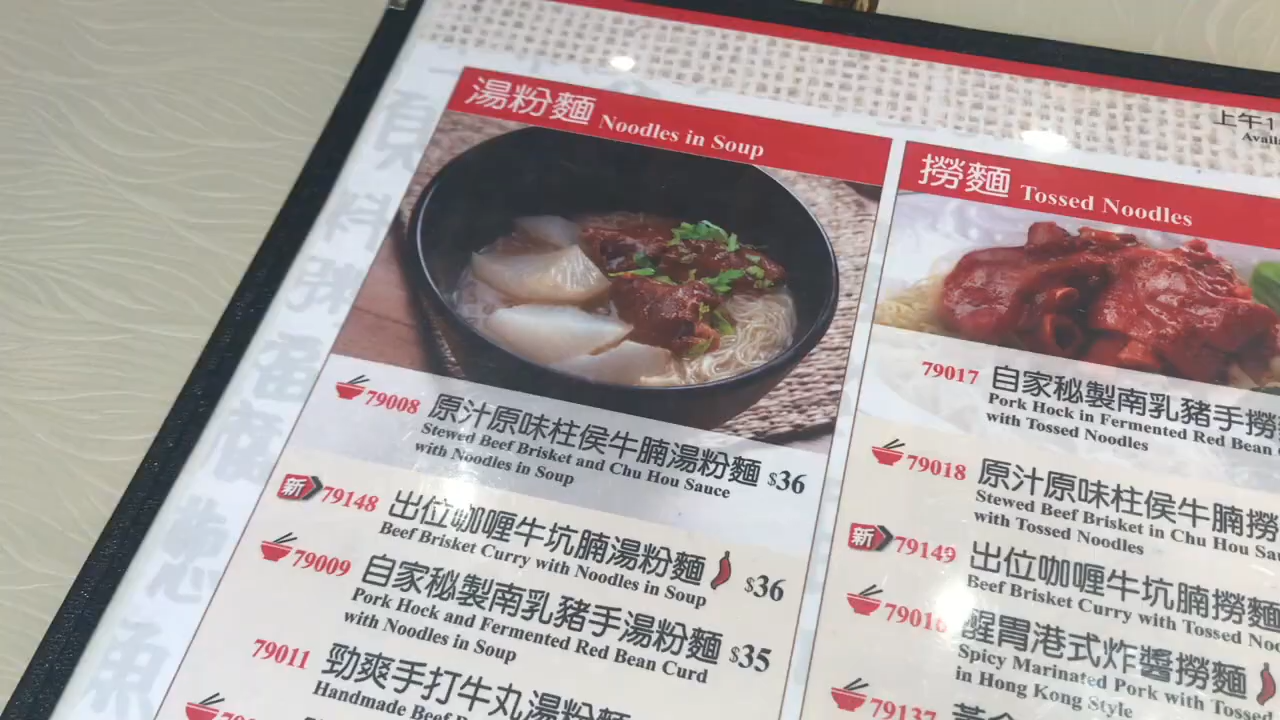 湯粉麵 Noodles in Soup
79008 原汁原味柱侯牛腩湯粉麵 $36
Stewed Beef Brisket and Chu Hou Sauce
with Noodles in Soup
新 79148 出位咖喱牛坑腩湯粉麵 $36
Beef Brisket Curry with Noodles in Soup
79009 自家秘製南乳豬手湯粉麵 $35
Pork Hock and Fermented Red Bean Curd
with Noodles in Soup
79011 勁爽手打牛丸湯粉麵
Handmade Beef
上午
撈麵 Tossed Noodles
79017 自家秘製南乳豬手撈
Pork Hock in Fermented Red Bean
with Tossed Noodles
79018 原汁原味柱侯牛腩撈
Stewed Beef Brisket in Chu Hou
with Tossed Noodles
新 79149 出位咖喱牛坑腩撈麵
Beef Brisket Curry with Tossed
醒胃港式炸醬撈麵
Spicy Marinated Pork with Tossed
in Hong Kong Style
79137